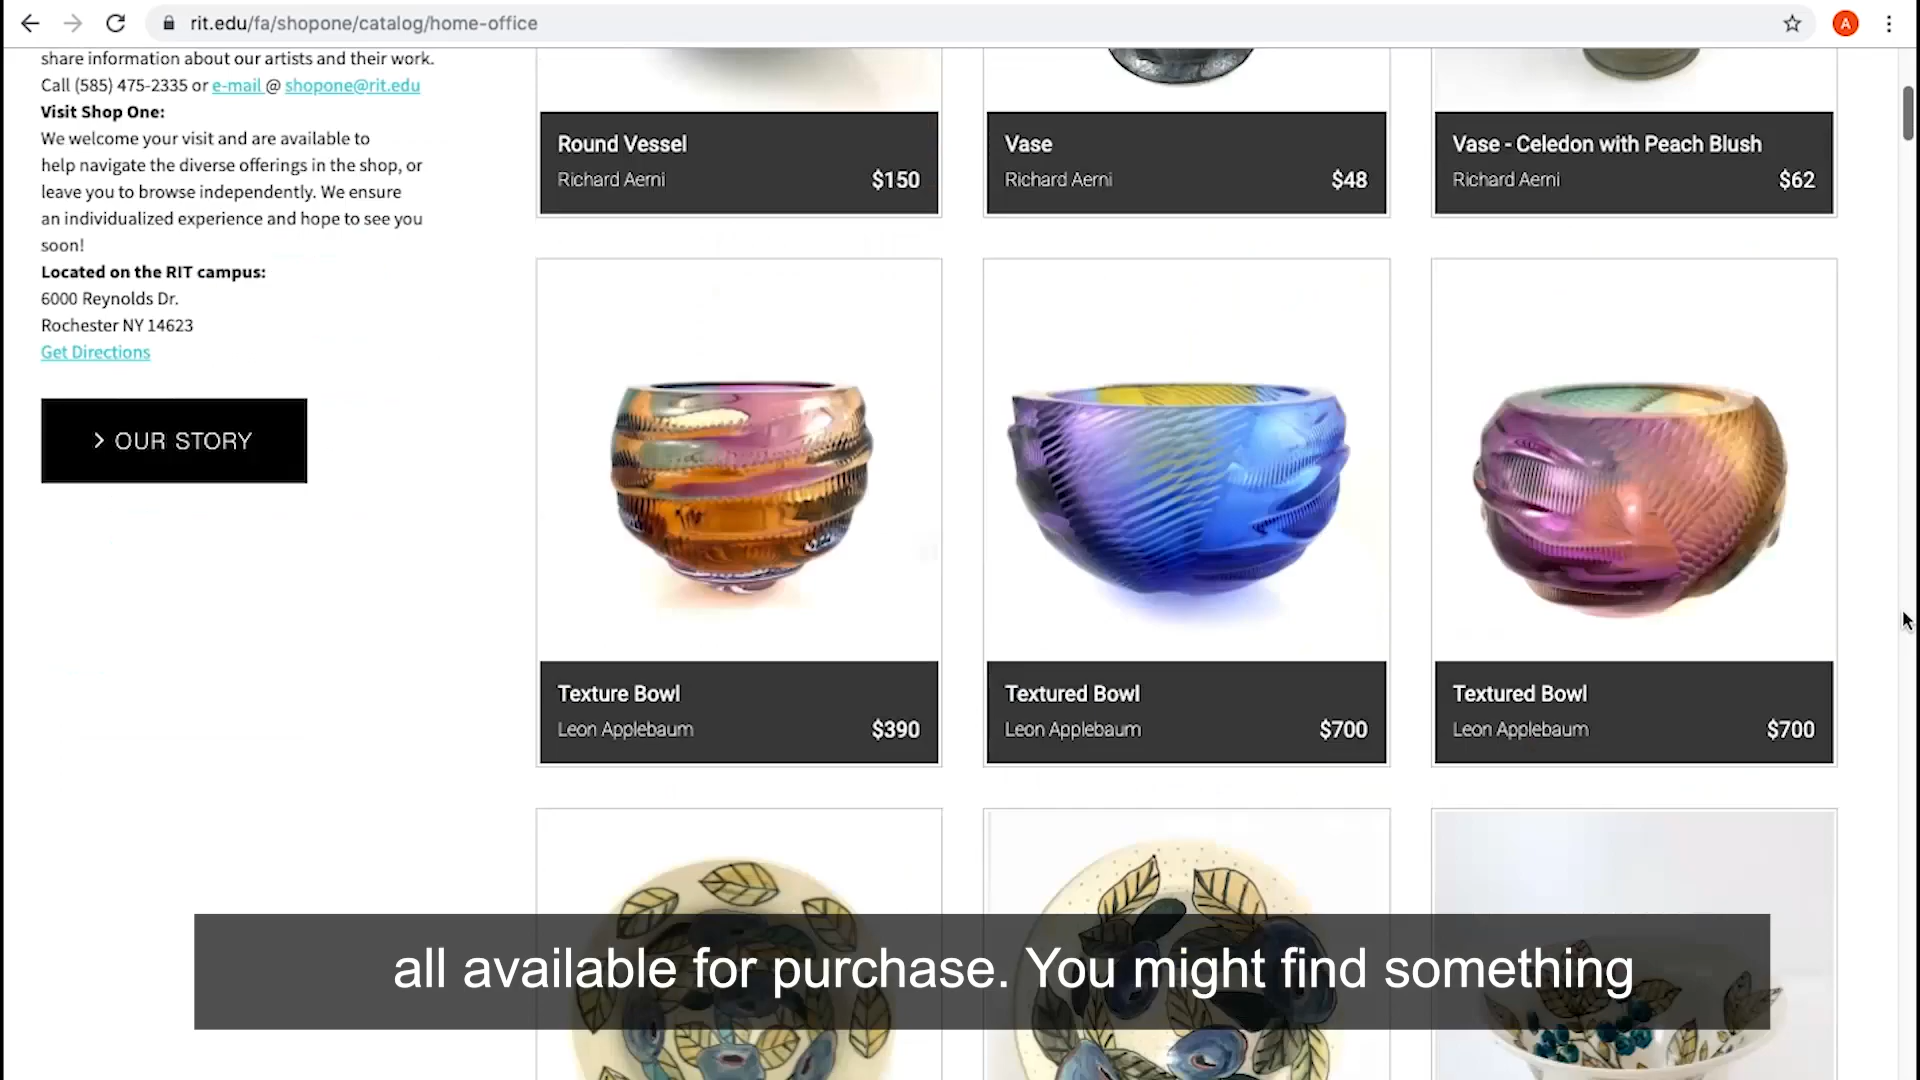 rit.edu/fa/shopone/catalog/home-office
A
share information about our artists and their work.
Call (585) 475-2335 or e-mail @ shopone@rit.edu
Visit Shop One:
We welcome your visit and are available to
help navigate the diverse offerings in the shop, or
leave you to browse independently. We ensure
an individualized experience and hope to see you
soon!
Located on the RIT campus:
6000 Reynolds Dr.
Rochester NY 14623
Get Directions
> OUR STORY
Round Vessel
Richard Aerni $150
Vase
Richard Aerni $48
Vase - Celedon with Peach Blush
Richard Aerni $62
Texture Bowl
Leon Applebaum $390
Textured Bowl
Leon Applebaum $700
Textured Bowl
Leon Applebaum $700
all available for purchase. You might find something